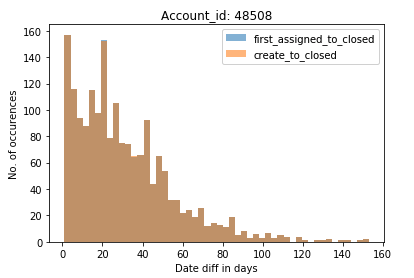 Account_id: 48508
first_assigned_to_closed
create_to_closed
No. of occurences
160
140
120
100
80
60
40
20
0
0 20 40 60 80 100 120 140 160
Date diff in days